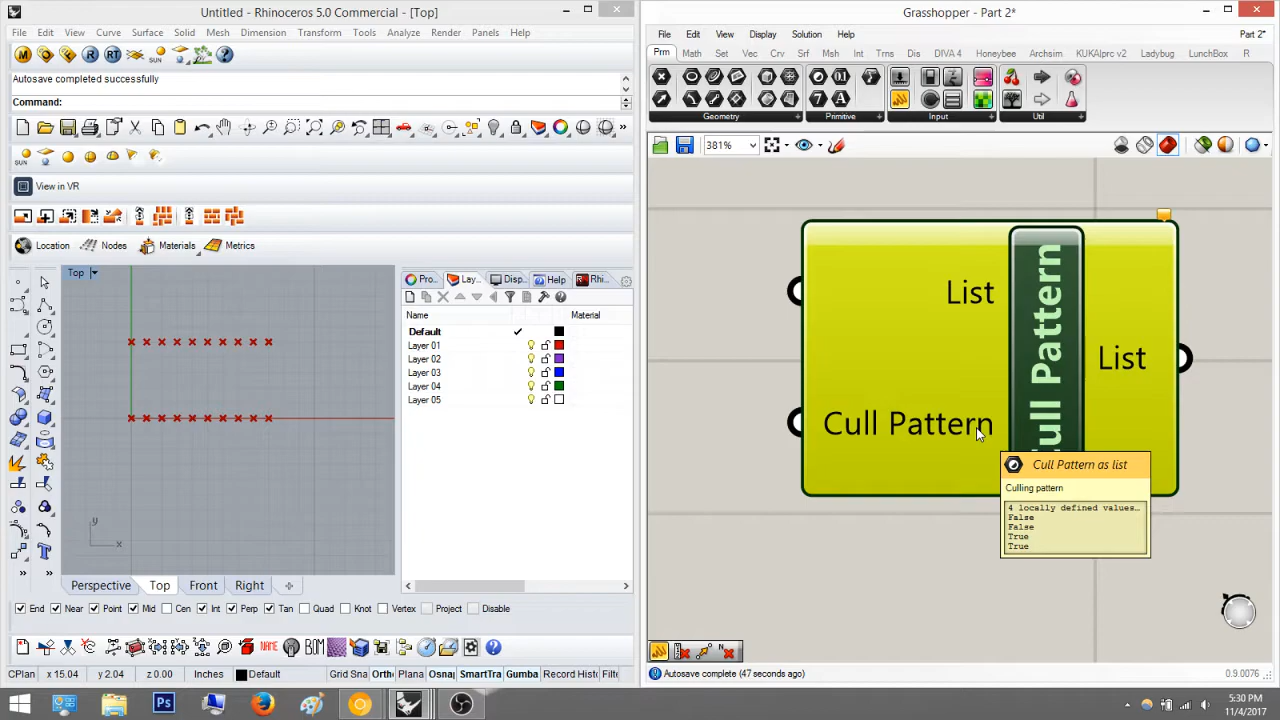 Untitled - Rhinoceros 5.0 Commercial - [Top]
File Edit View Curve Surface Solid Mesh Dimension Transform Tools Analyze Render Panels Help
Autosave completed successfully
Command:
View in VR
Location Nodes Materials Metrics
Top
Pro... Lay... Disp... Help Rhi...
Name Material
Default
Layer 01
Layer 02
Layer 03
Layer 04
Layer 05
y
x
Perspective Top Front Right
End Near Point Mid Cen Int Perp Tan Quad Knot Vertex Project Disable
NAME BOM
CPlan x 15.04 y 2.04 z 0.00 Inches Default Grid Sna Ortho Plana Osnap SmartTra Gumba Record History Filte
Grasshopper - Part 2*
File Edit View Display Solution Help Part 2*
Prm Math Set Vec Crv Srf Msh Int Trns Dis DIVA 4 Honeybee Archsim KUKA|prc v2 Ladybug LunchBox R
Geometry Primitive Input Util
381%
List
Cull Pattern
Cull Pattern
List
Cull Pattern as list
Culling pattern
4 locally defined values…
False
False
True
True
Autosave complete (47 seconds ago) 0.9.0076
5:30 PM
11/4/2017